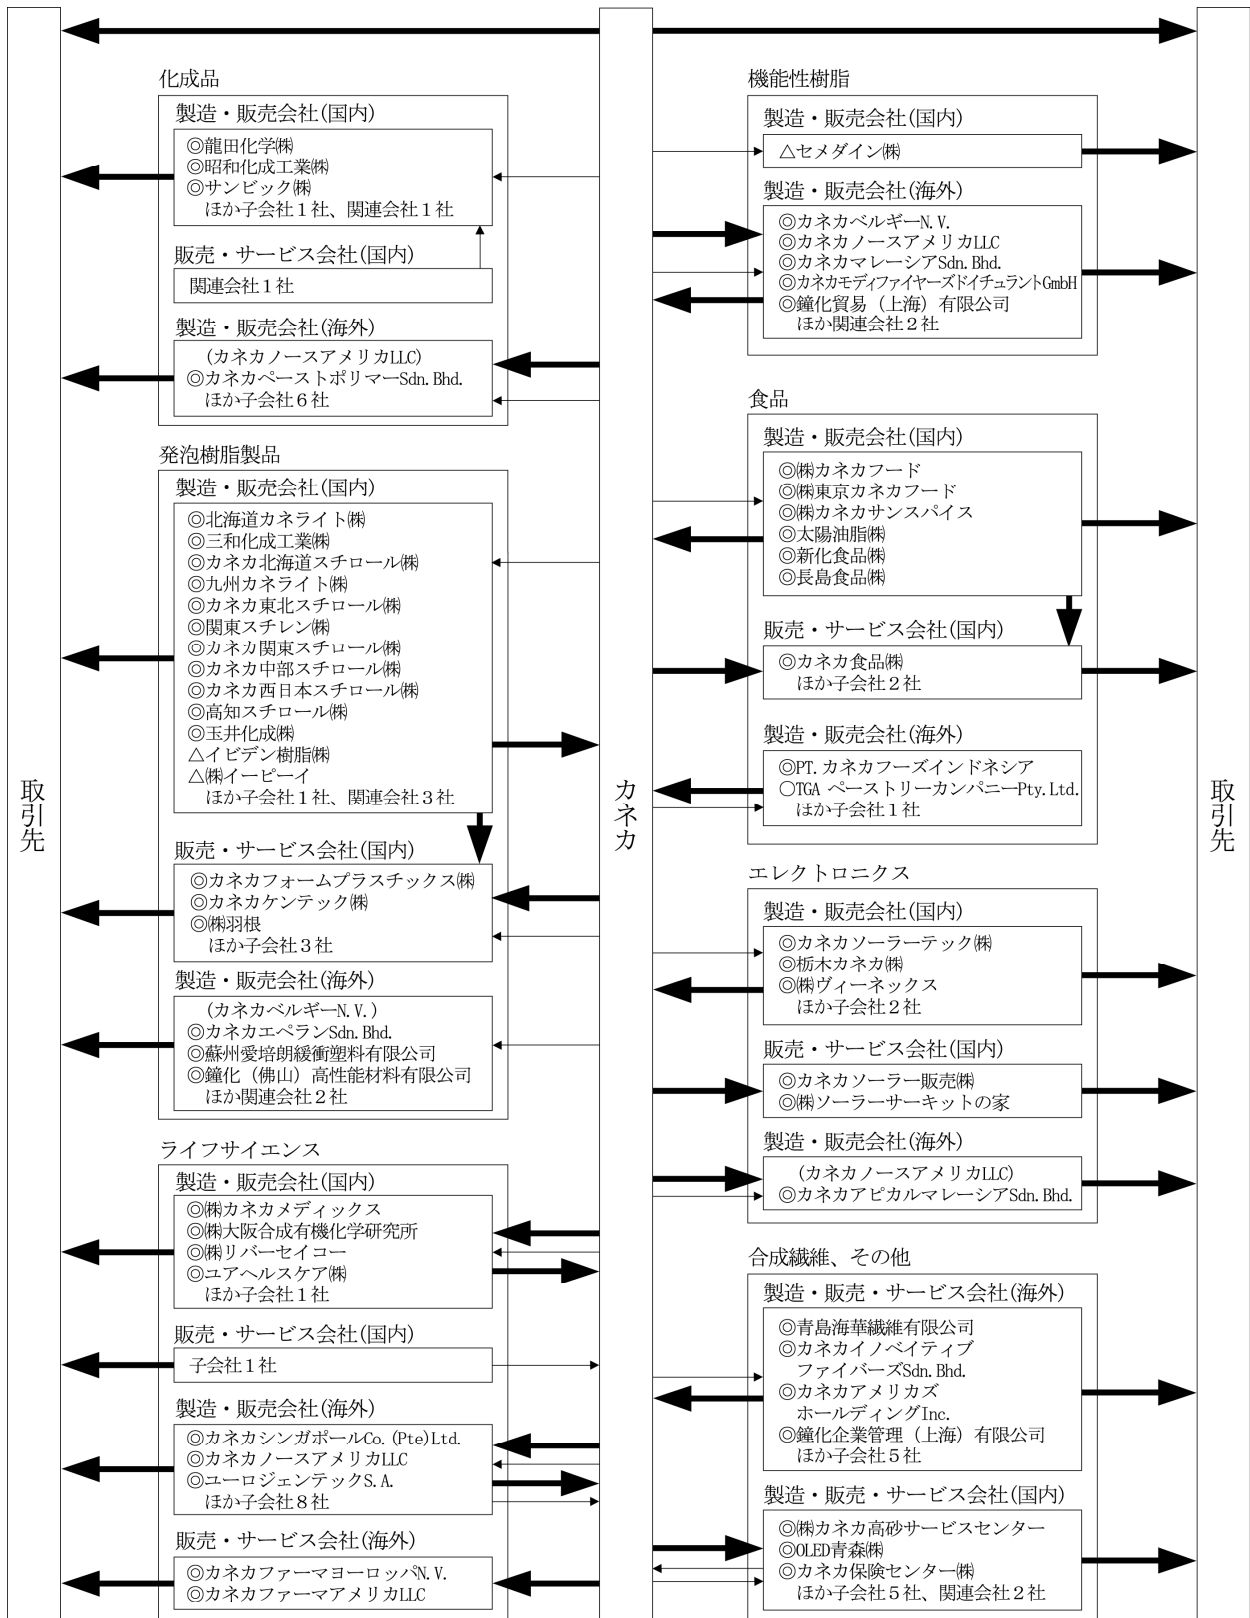 取引先
化成品
製造・販売会社(国内)
◎龍田化学㈱
◎昭和化成工業㈱
◎サンビック㈱
ほか子会社１社、関連会社１社
販売・サービス会社(国内)
関連会社１社
製造・販売会社(海外)
(カネカノースアメリカLLC)
◎カネカペーストポリマーSdn.Bhd.
ほか子会社６社
発泡樹脂製品
製造・販売会社(国内)
◎北海道カネライト㈱
◎三和化成工業㈱
◎カネカ北海道スチロール㈱
◎九州カネライト㈱
◎カネカ東北スチロール㈱
◎関東スチレン㈱
◎カネカ関東スチロール㈱
◎カネカ中部スチロール㈱
◎カネカ西日本スチロール㈱
◎高知スチロール㈱
◎玉井化成㈱
△イビデン樹脂㈱
△㈱イーピーイ
ほか子会社１社、関連会社３社
販売・サービス会社(国内)
◎カネカフォームプラスチックス㈱
◎カネカケンテック㈱
◎㈱羽根
ほか子会社３社
製造・販売会社(海外)
(カネカベルギーN.V.)
◎カネカエペランSdn.Bhd.
◎蘇州愛培朗緩衝塑料有限公司
◎鐘化（佛山）高性能材料有限公司
ほか関連会社２社
ライフサイエンス
製造・販売会社(国内)
◎㈱カネカメディックス
◎㈱大阪合成有機化学研究所
◎㈱リバーセイコー
◎ユアヘルスケア㈱
ほか子会社１社
販売・サービス会社(国内)
子会社１社
製造・販売会社(海外)
◎カネカシンガポールCo.(Pte)Ltd.
◎カネカノースアメリカLLC
◎ユーロジェンテックS.A.
ほか子会社８社
販売・サービス会社(海外)
◎カネカファーマヨーロッパN.V.
◎カネカファーマアメリカLLC
カネカ
機能性樹脂
製造・販売会社(国内)
△セメダイン㈱
製造・販売会社(海外)
◎カネカベルギーN.V.
◎カネカノースアメリカLLC
◎カネカマレーシアSdn.Bhd.
◎カネカモディファイヤーズドイチュラントGmbH
◎鐘化貿易（上海）有限公司
ほか関連会社２社
食品
製造・販売会社(国内)
◎㈱カネカフード
◎㈱東京カネカフード
◎㈱カネカサンスパイス
◎太陽油脂㈱
◎新化食品㈱
◎長島食品㈱
販売・サービス会社(国内)
◎カネカ食品㈱
ほか子会社２社
製造・販売会社(海外)
◎PT.カネカフーズインドネシア
○TGA ペーストリーカンパニーPty.Ltd.
ほか子会社１社
エレクトロニクス
製造・販売会社(国内)
◎カネカソーラーテック㈱
◎栃木カネカ㈱
◎㈱ヴィーネックス
ほか子会社２社
販売・サービス会社(国内)
◎カネカソーラー販売㈱
◎㈱ソーラーサーキットの家
製造・販売会社(海外)
(カネカノースアメリカLLC)
◎カネカアピカルマレーシアSdn.Bhd.
合成繊維、その他
製造・販売・サービス会社(海外)
◎青島海華繊維有限公司
◎カネカイノベイティブ
ファイバーズSdn.Bhd.
◎カネカアメリカズ
ホールディングInc.
◎鐘化企業管理（上海）有限公司
ほか子会社５社
製造・販売・サービス会社(国内)
◎㈱カネカ高砂サービスセンター
◎OLED青森㈱
◎カネカ保険センター㈱
ほか子会社５社、関連会社２社
取引先